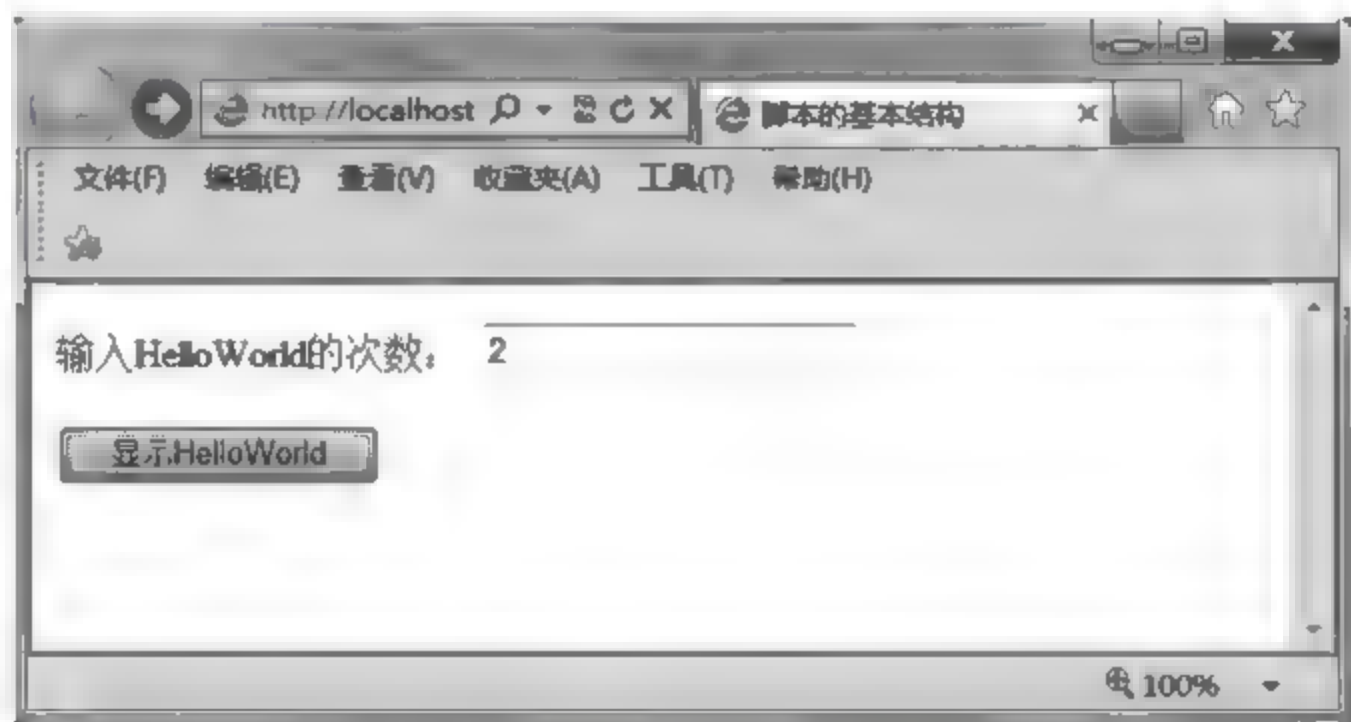 http //localhost
脚本的基本结构
文件(F) 编辑(E) 查看(V) 收藏夹(A) 工具(T) 帮助(H)
输入HelloWorld的次数： 2
显示HelloWorld
100%